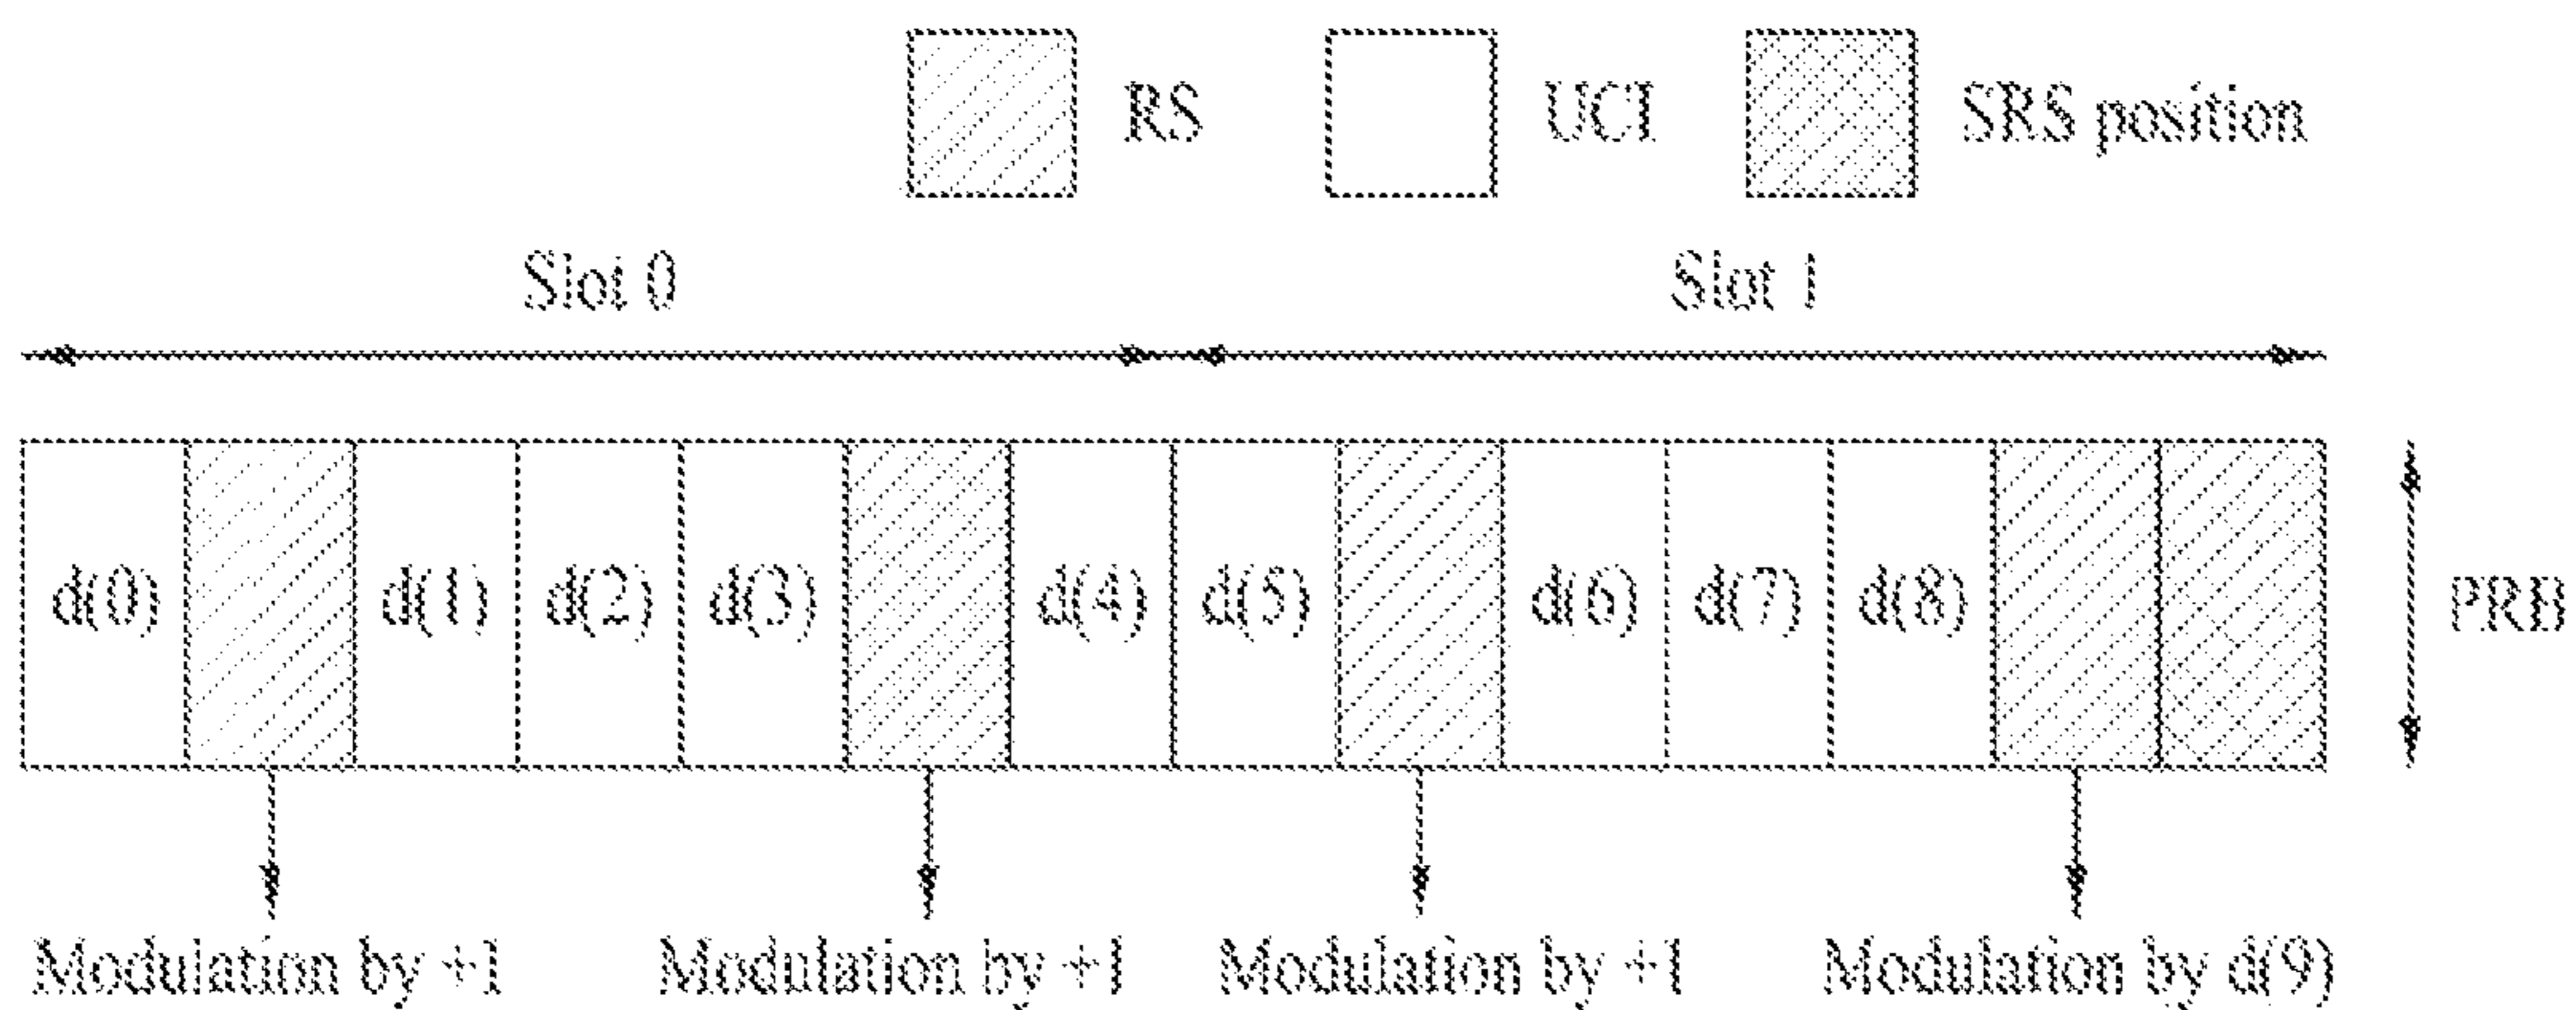 RS UCI SRS position
Slot 0 Slot 1
d(0) d(1) d(2) d(3) d(4) d(5) d(6) d(7) d(8) PRB
Modulation by +1 Modulation by +1 Modulation by +1 Modulation by d(9)